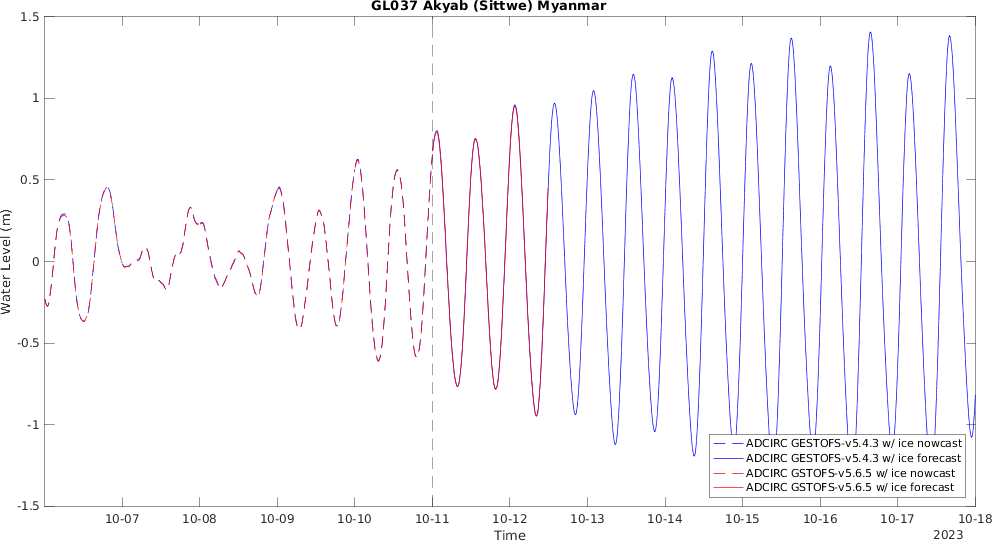 GL037 Akyab (Sittwe) Myanmar
1.5
1
0.5
0
-0.5
-1
-1.5
Water Level (m)
ADCIRC GESTOFS-v5.4.3 w/ ice nowcast
ADCIRC GESTOFS-v5.4.3 w/ ice forecast
ADCIRC GSTOFS-v5.6.5 w/ ice nowcast
ADCIRC GSTOFS-v5.6.5 w/ ice forecast
10-07 10-08 10-09 10-10 10-11 10-12 10-13 10-14 10-15 10-16 10-17 10-18
Time
2023